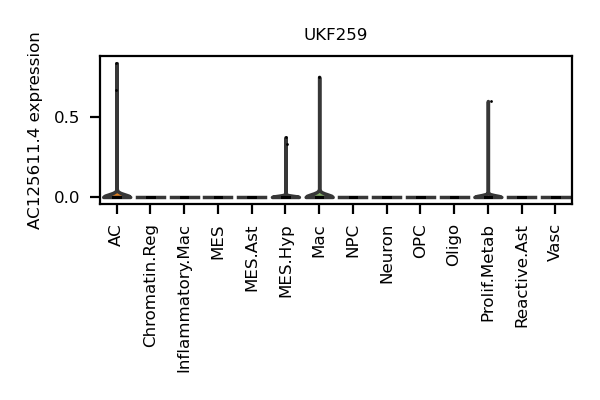 UKF259
AC125611.4 expression
0.5
0.0
AC
Chromatin.Reg
Inflammatory.Mac
MES
MES.Ast
MES.Hyp
Mac
NPC
Neuron
OPC
Oligo
Prolif.Metab
Reactive.Ast
Vasc